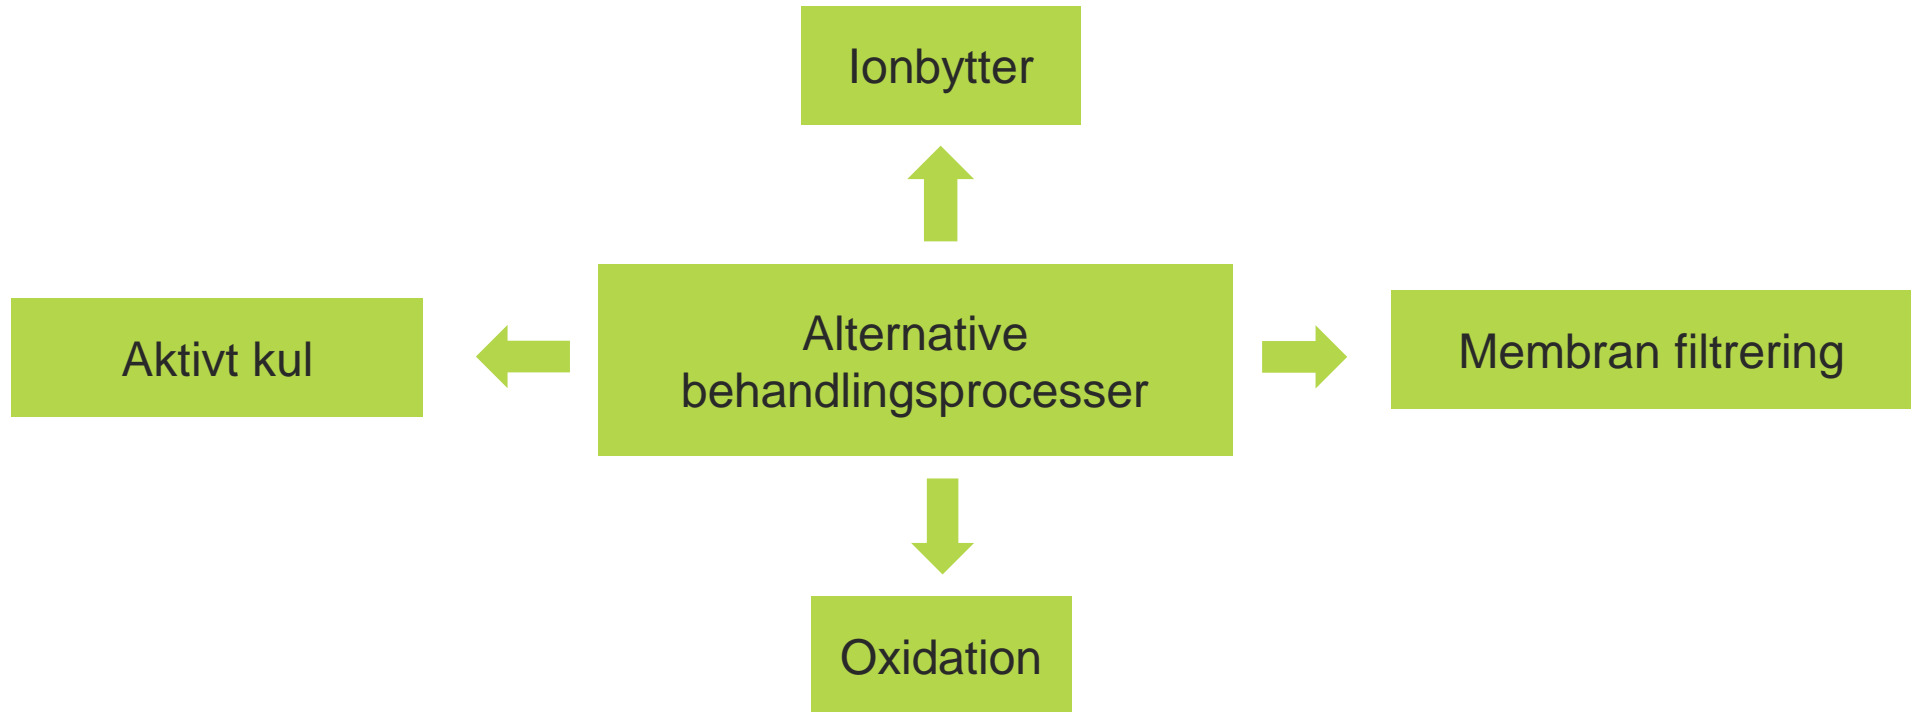 Ionbytter
Alternative
behandlingsprocesser
Aktivt kul
Membran filtrering
Oxidation